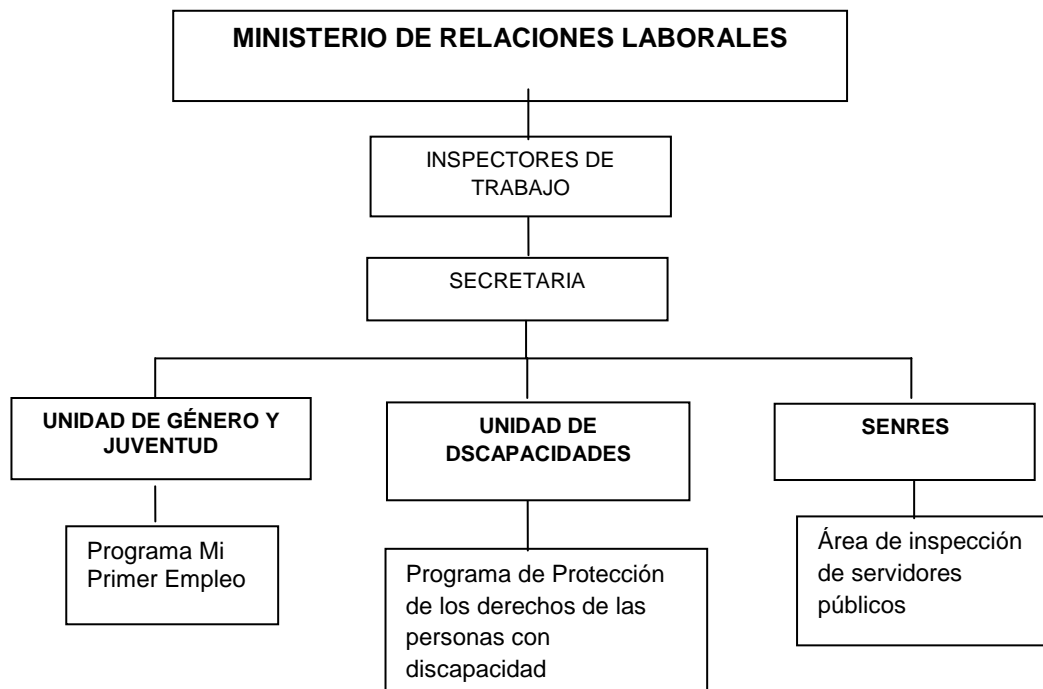 MINISTERIO DE RELACIONES LABORALES
INSPECTORES DE
TRABAJO
SECRETARIA
UNIDAD DE GÉNERO Y
JUVENTUD
UNIDAD DE
DSCAPACIDADES
SENRES
Programa Mi
Primer Empleo
Programa de Protección
de los derechos de las
personas con
discapacidad
Área de inspección
de servidores
públicos